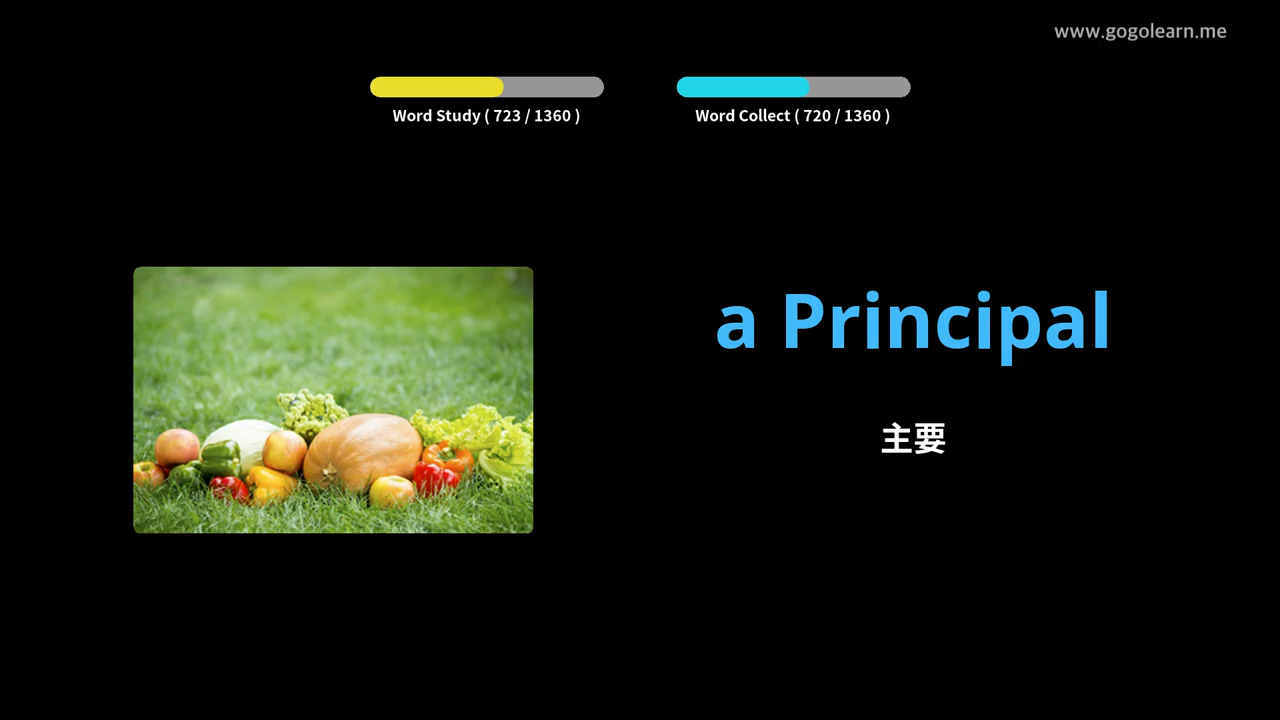 www.gogolearn.me
Word Study ( 723 / 1360 )
Word Collect ( 720 / 1360 )
a Principal
主要